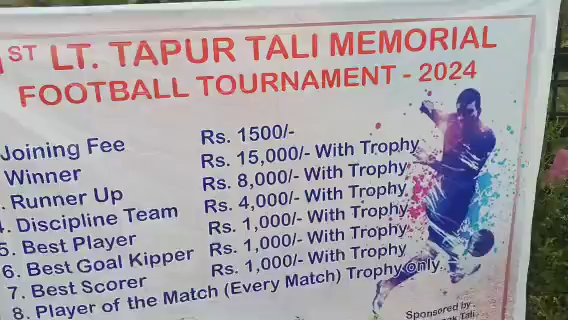 1ST LT. TAPUR TALI MEMORIAL
FOOTBALL TOURNAMENT - 2024
Joining Fee Rs. 1500/-
Winner Rs. 15,000/- With Trophy
. Runner Up Rs. 8,000/- With Trophy
4. Discipline Team Rs. 4,000/- With Trophy
5. Best Player Rs. 1,000/- With Trophy
6. Best Goal Kipper Rs. 1,000/- With Trophy
7. Best Scorer Rs. 1,000/- With Trophy
8. Player of the Match (Every Match) Trophy only.
Sponsored by
Tali